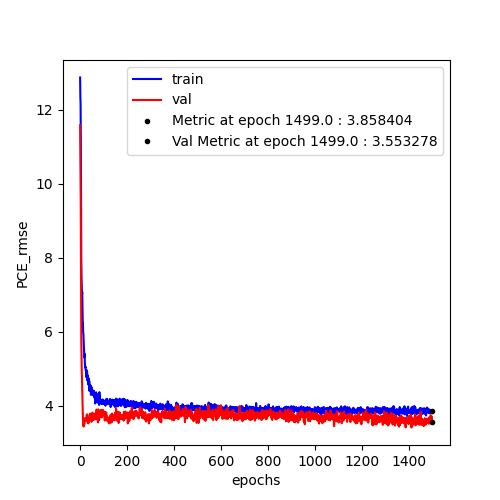 train
val
Metric at epoch 1499.0 : 3.858404
Val Metric at epoch 1499.0 : 3.553278
PCE_rmse
12
10
8
6
4
0 200 400 600 800 1000 1200 1400
epochs